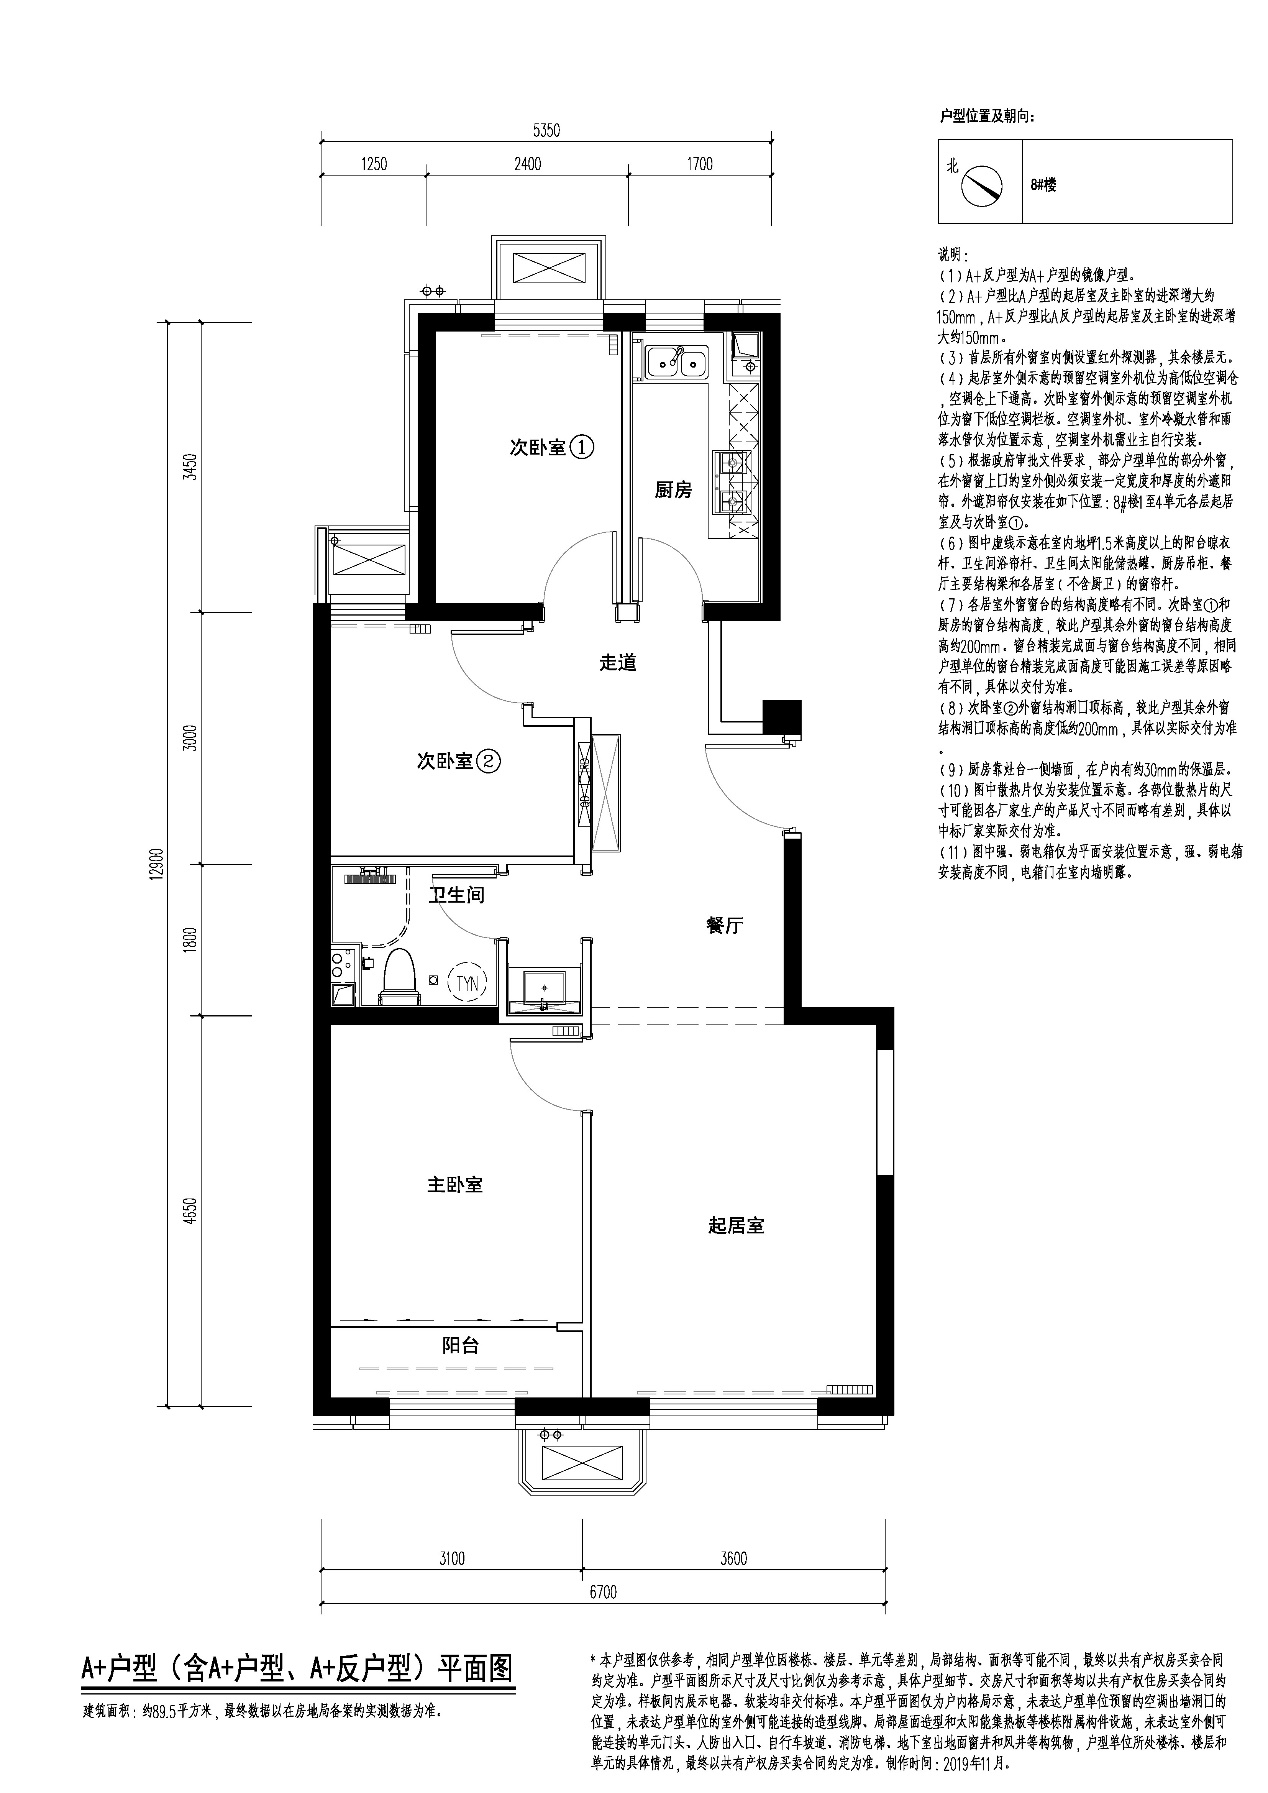 户型位置及朝向：
北
8#楼
说明：
（1）A+反户型为A+户型的镜像户型。
（2）A+户型比A户型的起居室及主卧室的进深增大约
150mm，A+反户型比A反户型的起居室及主卧室的进深增
大约150mm。
（3）首层所有外窗室内侧设置红外探测器，其余楼层无。
（4）起居室外侧示意的预留空调室外机位为高低位空调仓
，空调仓上下通高。次卧室窗外侧示意的预留空调室外机
位为窗下低位空调栏板。空调室外机、室外冷凝水管和雨
落水管仅为位置示意，空调室外机需业主自行安装。
（5）根据政府审批文件要求，部分户型单位的部分外窗，
在外窗窗上口的室外侧必须安装一定宽度和厚度的外遮阳
帘。外遮阳帘仅安装在如下位置：8#楼1至4单元各层起居
室及与次卧室①。
（6）图中虚线示意在室内地坪1.5米高度以上的阳台晾衣
杆、卫生间浴帘杆、卫生间太阳能储热罐、厨房吊柜、餐
厅主要结构梁和各居室（不含厨卫）的窗帘杆。
（7）各居室外窗窗台的结构高度略有不同。次卧室①和
厨房的窗台结构高度，较此户型其余外窗的窗台结构高度
高约200mm。窗台精装完成面与窗台结构高度不同，相同
户型单位的窗台精装完成面高度可能因施工误差等原因略
有不同，具体以交付为准。
（8）次卧室②外窗结构洞口顶标高，较此户型其余外窗
结构洞口顶标高的高度低约200mm，具体以实际交付为准
。
（9）厨房靠灶台一侧墙面，在户内有约30mm的保温层。
（10）图中散热片仅为安装位置示意。各部位散热片的尺
寸可能因各厂家生产的产品尺寸不同而略有差别，具体以
中标厂家实际交付为准。
（11）图中强、弱电箱仅为平面安装位置示意，强、弱电箱
安装高度不同，电箱门在室内墙明露。
5350
1250
2400
1700
12900
3450
3000
1800
4650
次卧室①
厨房
走道
次卧室②
卫生间
TYN
餐厅
主卧室
起居室
阳台
3100
3600
6700
A+户型（含A+户型、A+反户型）平面图
建筑面积：约89.5平方米，最终数据以在房地局备案的实测数据为准。
* 本户型图仅供参考，相同户型单位因楼栋、楼层、单元等差别，局部结构、面积等可能不同，最终以共有产权房买卖合同
约定为准。户型平面图所示尺寸及尺寸比例仅为参考示意，具体户型细节、交房尺寸和面积等均以共有产权住房买卖合同约
定为准。样板间内展示电器、软装均非交付标准。本户型平面图仅为户内格局示意，未表达户型单位预留的空调出墙洞口的
位置，未表达户型单位的室外侧可能连接的造型线脚、局部屋面造型和太阳能集热板等楼栋附属构件设施，未表达室外侧可
能连接的单元门头、人防出入口、自行车坡道、消防电梯、地下室出地面窗井和风井等构筑物，户型单位所处楼栋、楼层和
单元的具体情况，最终以共有产权房买卖合同约定为准。制作时间：2019年11月。